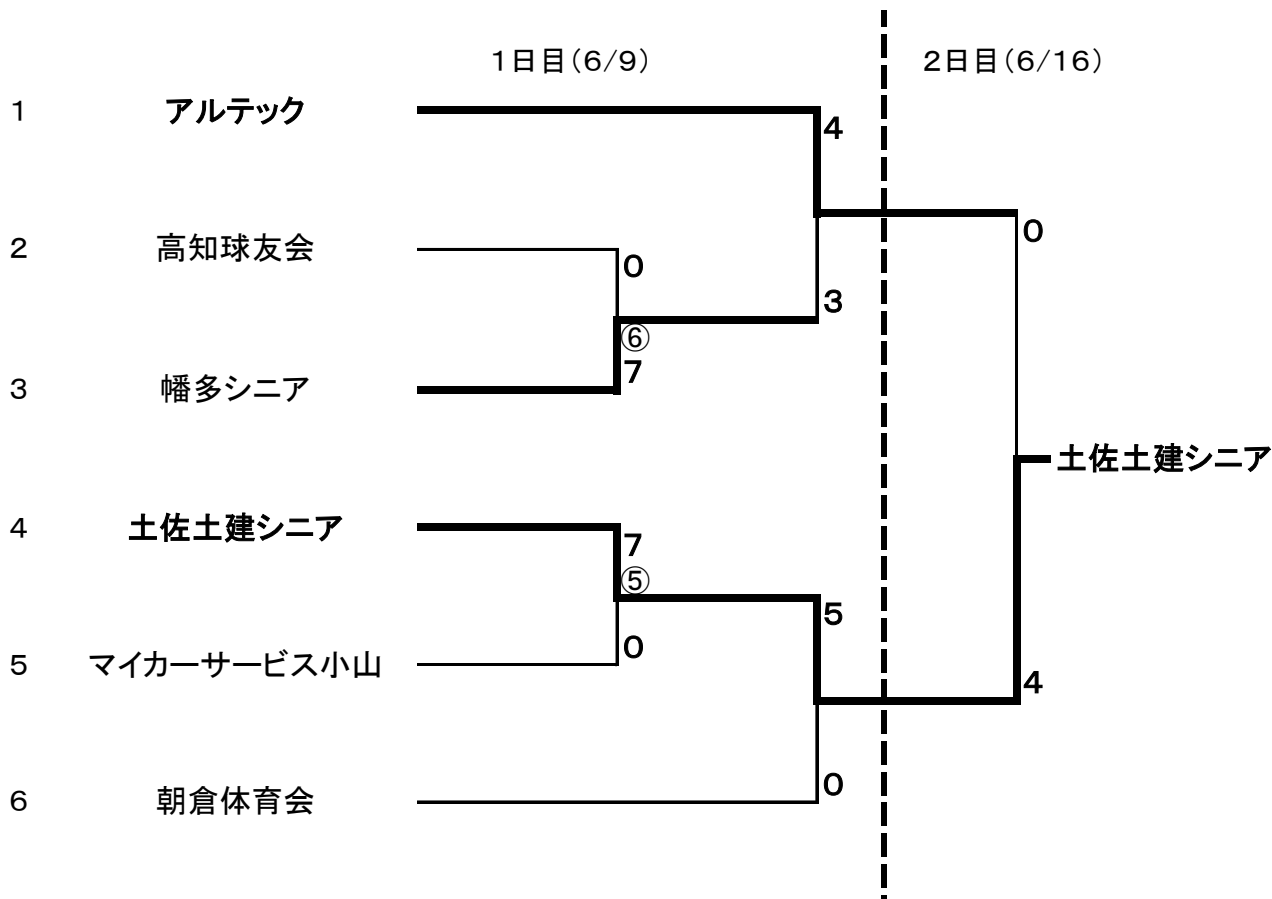 １日目（６/９）
２日目（６/１６）
1 アルテック
4
2 高知球友会
0
0
3
⑥
7
3 幡多シニア
土佐土建シニア
4 土佐土建シニア
7
⑤
5
0
5 マイカーサービス小山
4
6 朝倉体育会
0